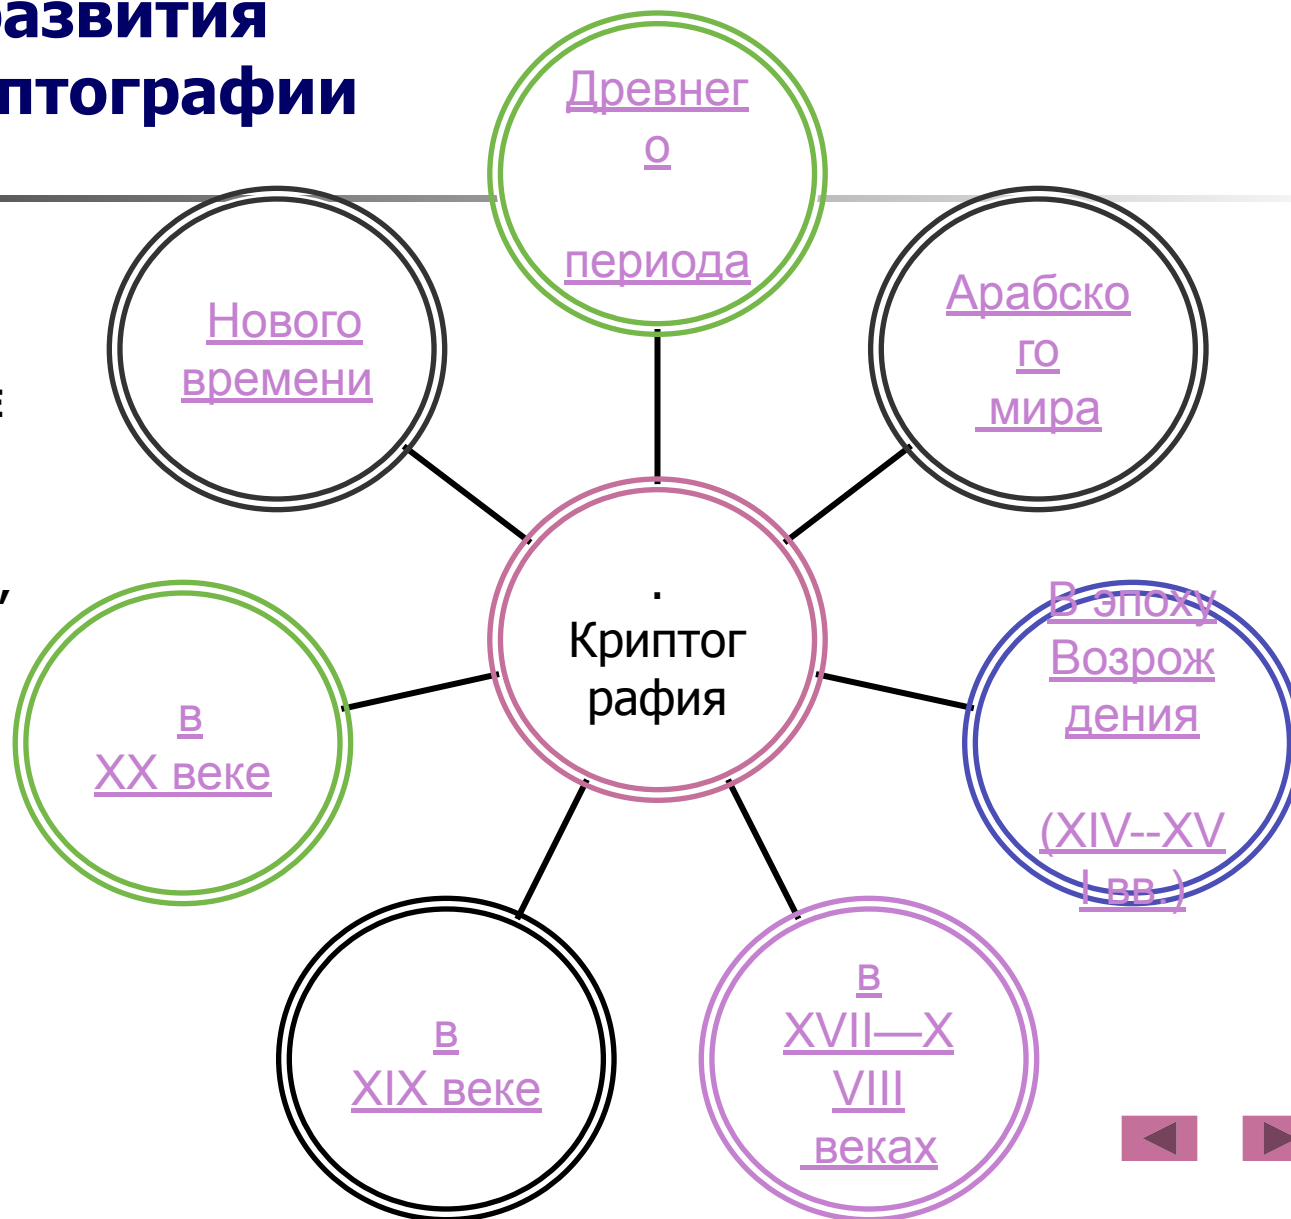 развития
птографии
Древнег
о
периода
Нового
времени
Арабско
го
мира
.
Криптог
рафия
В эпоху
Возрож
дения
(XIV--XV
I вв.)
в
XX веке
в
XIX веке
в
XVII—X
VIII
веках